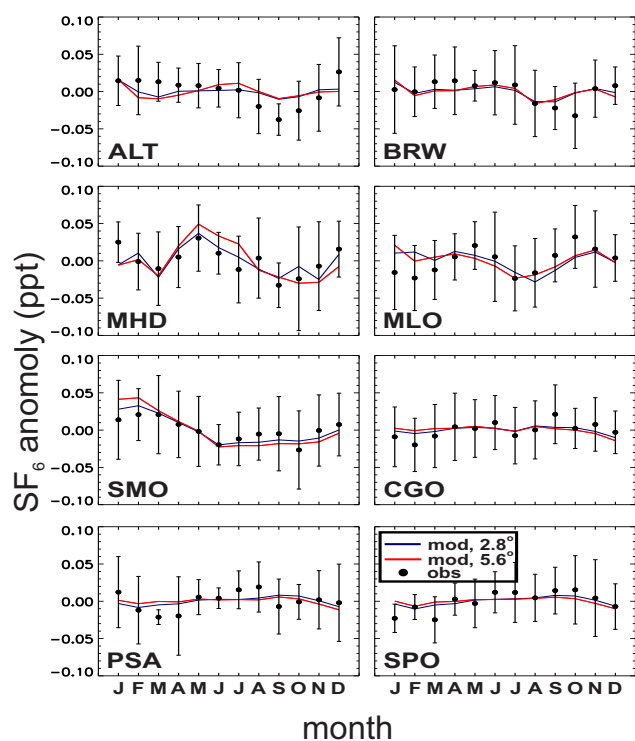 0.10
0.05
0.00
-0.05
-0.10
ALT
BRW
0.10
0.05
0.00
-0.05
-0.10
MHD
MLO
0.10
0.05
0.00
-0.05
-0.10
SMO
CGO
0.10
0.05
0.00
-0.05
-0.10
PSA
mod, 2.8°
mod, 5.6°
obs
SPO
J F M A M J J A S O N D
J F M A M J J A S O N D
SF6 anomoly (ppt)
month